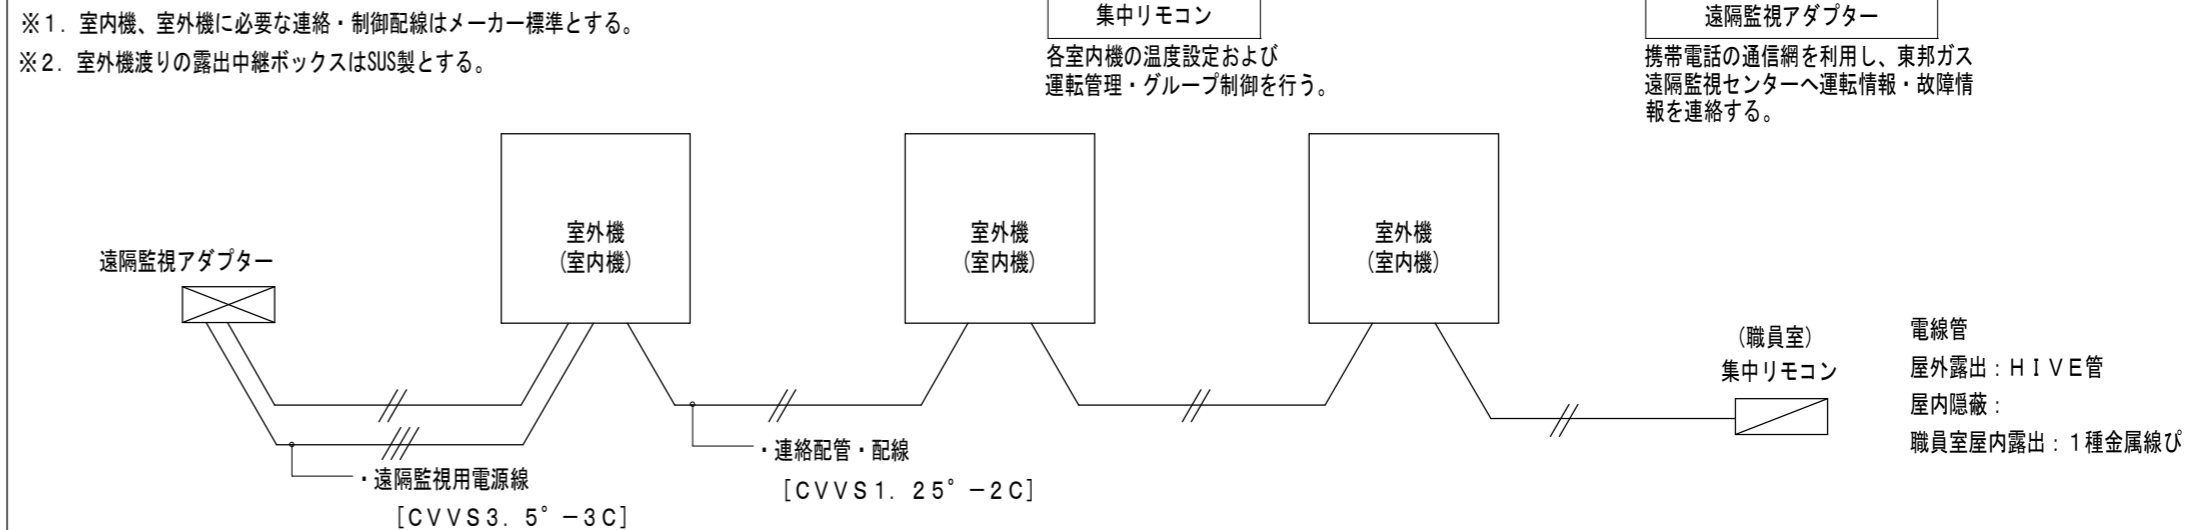 ※1. 室内機、室外機に必要な連絡・制御配線はメーカー標準とする。
※2. 室外機渡りの露出中継ボックスはSUS製とする。
集中リモコン
各室内機の温度設定および
運転管理・グループ制御を行う。
遠隔監視アダプター
携帯電話の通信網を利用し、東邦ガス
遠隔監視センターへ運転情報・故障情
報を連絡する。
遠隔監視アダプター
室外機
(室内機)
室外機
(室内機)
室外機
(室内機)
(職員室)
集中リモコン
電線管
屋外露出:HIVE管
屋内隠蔽:
職員室屋内露出:1種金属線ぴ
・連絡配管・配線
[CVVS1.25°-2C]
・遠隔監視用電源線
[CVVS3.5°-3C]